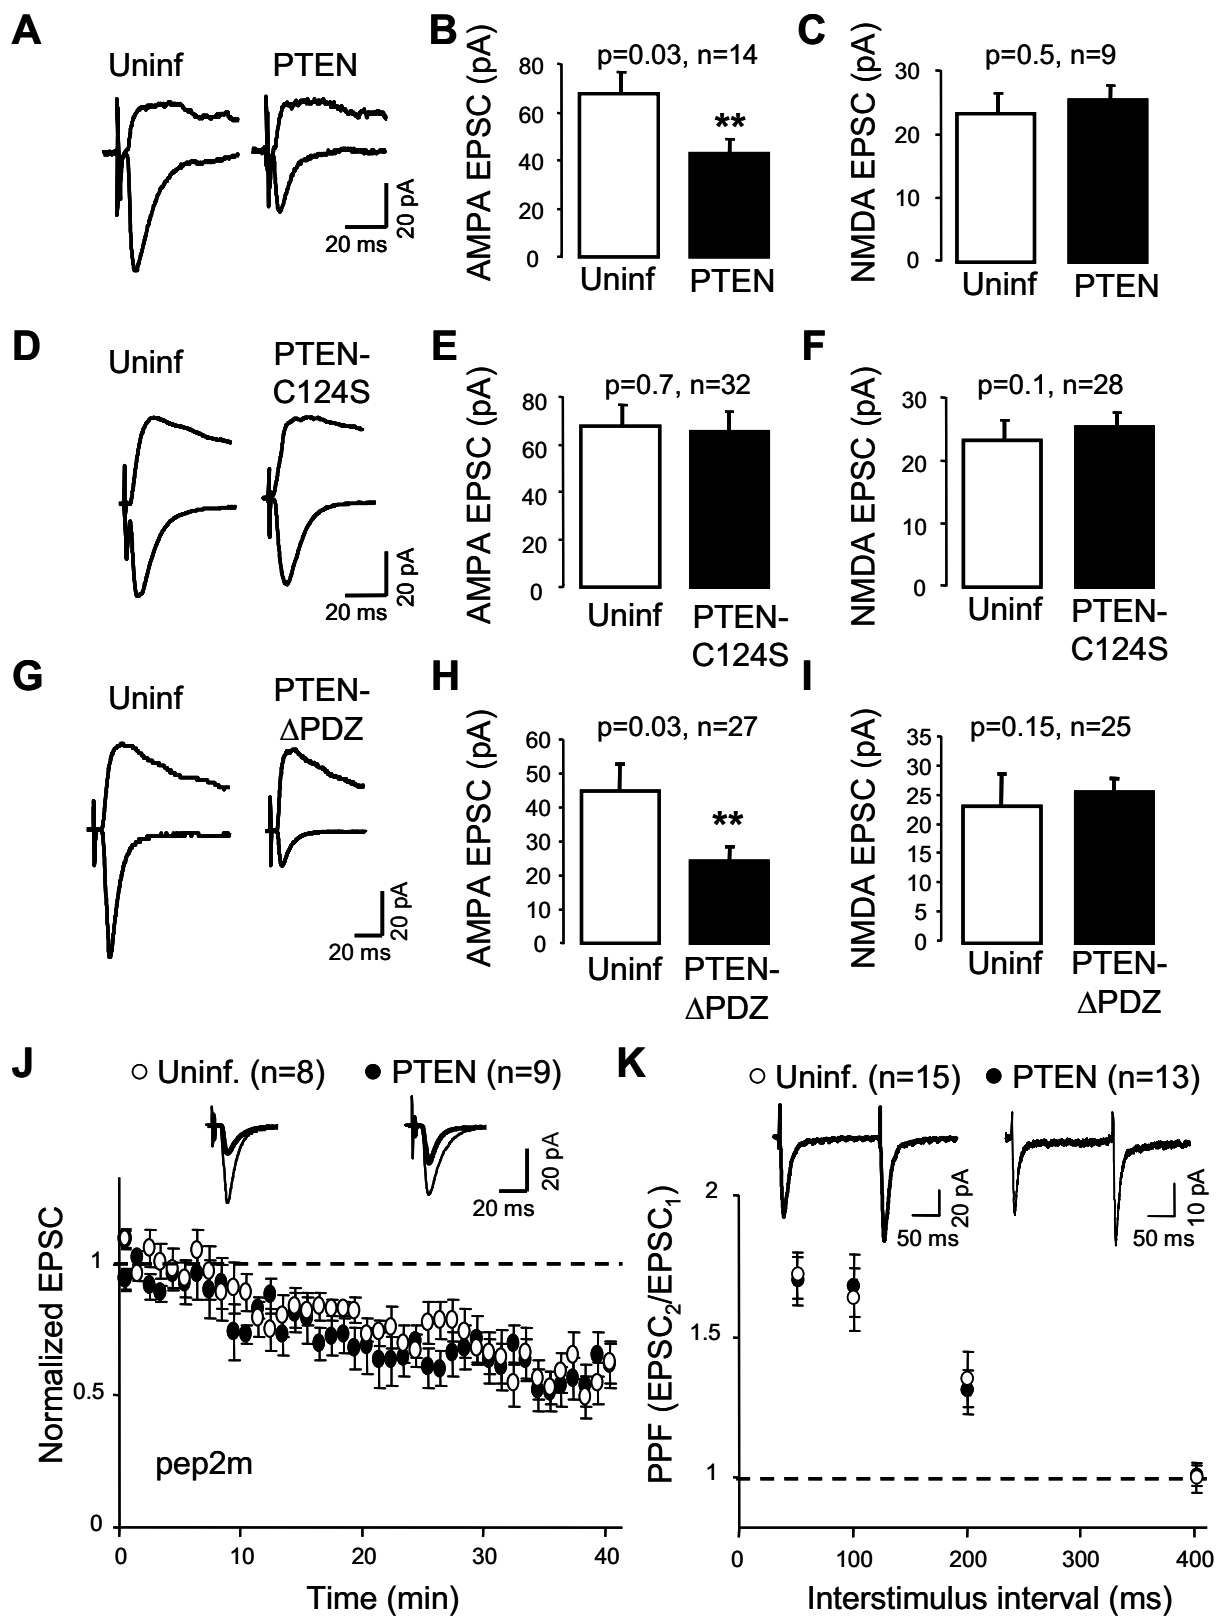 A
Uninf
PTEN
20 ms
20 pA
B
AMPA EPSC (pA)
p=0.03, n=14
80
60
40
20
0
**
Uninf
PTEN
C
NMDA EPSC (pA)
p=0.5, n=9
30
20
10
0
Uninf
PTEN
D
Uninf
PTEN-
C124S
20 ms
20 pA
E
AMPA EPSC (pA)
p=0.7, n=32
80
60
40
20
0
Uninf
PTEN-
C124S
F
NMDA EPSC (pA)
p=0.1, n=28
30
20
10
0
Uninf
PTEN-
C124S
G
Uninf
PTEN-
ΔPDZ
20 ms
20 pA
H
AMPA EPSC (pA)
p=0.03, n=27
60
50
40
30
20
10
0
**
Uninf
PTEN-
ΔPDZ
I
NMDA EPSC (pA)
p=0.15, n=25
35
30
25
20
15
10
5
0
Uninf
PTEN-
ΔPDZ
J
Uninf. (n=8)
PTEN (n=9)
20 ms
20 pA
Normalized EPSC
1
0.5
0
pep2m
0 10 20 30 40
Time (min)
K
Uninf. (n=15)
PTEN (n=13)
50 ms
20 pA
50 ms
10 pA
PPF (EPSC₂/EPSC₁)
2
1.5
1
0 100 200 300 400
Interstimulus interval (ms)